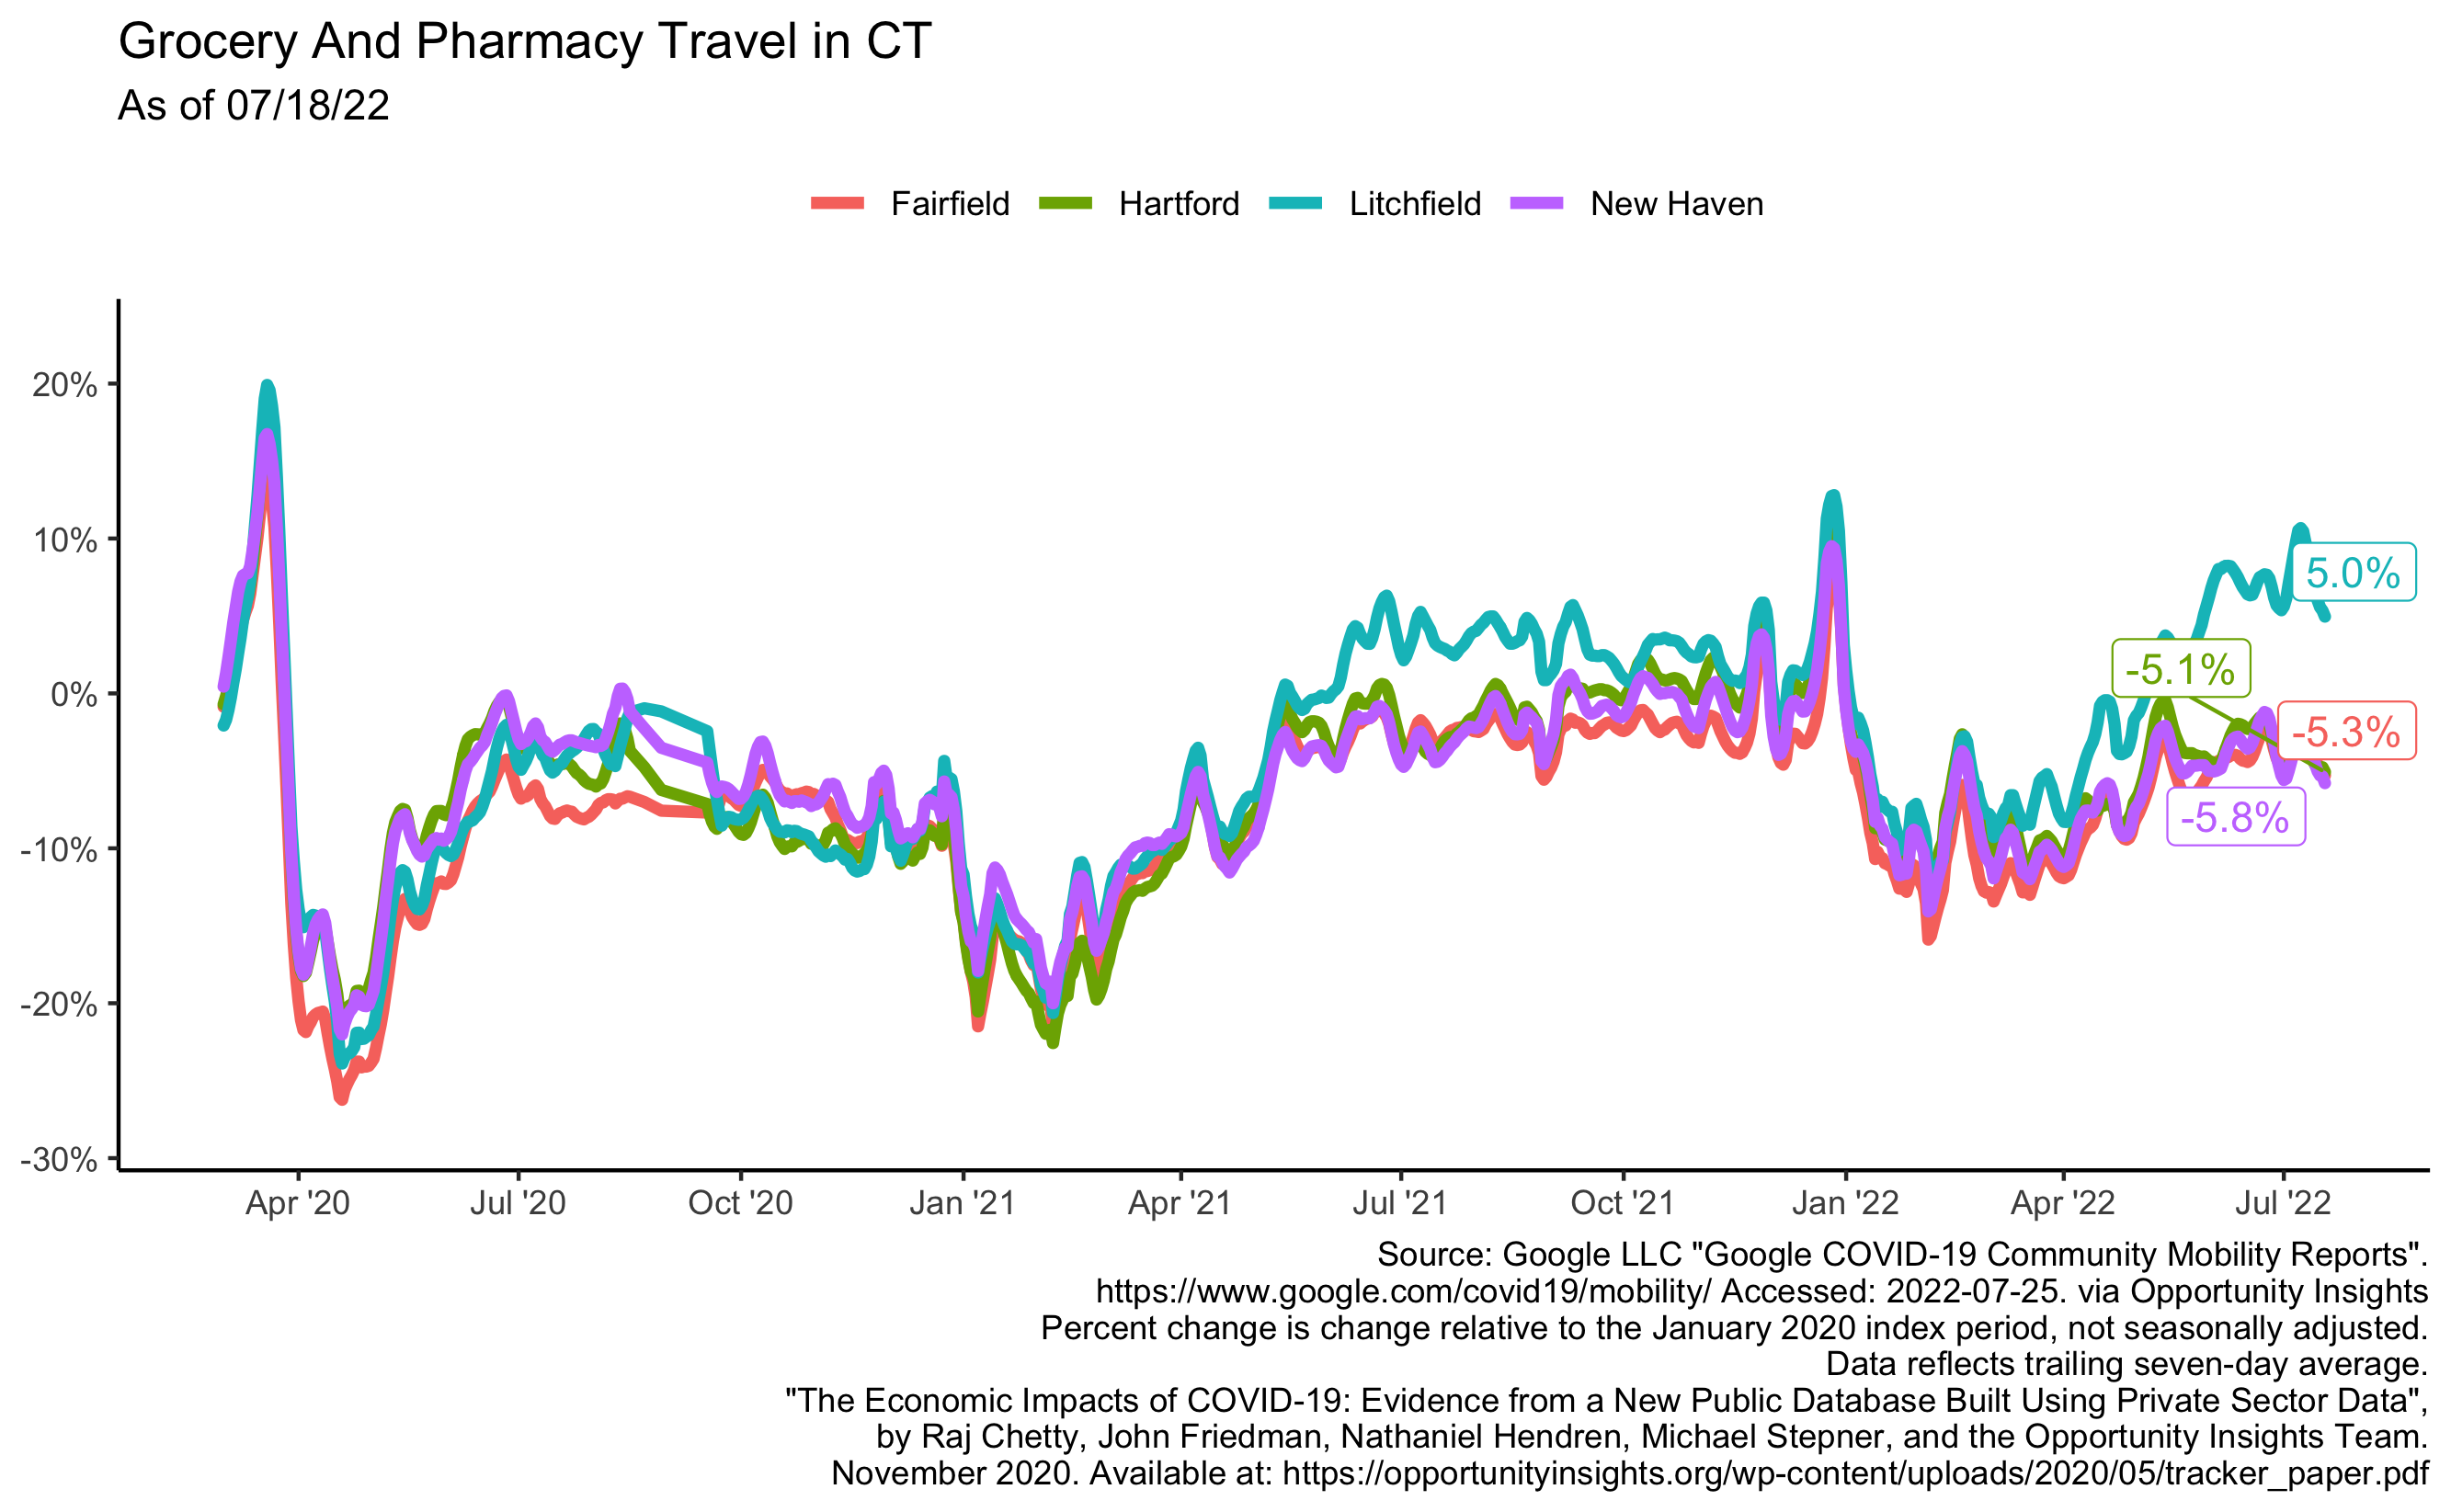 Grocery And Pharmacy Travel in CT
As of 07/18/22
Fairfield Hartford Litchfield New Haven
20%
10%
0%
-10%
-20%
-30%
5.0%
-5.1%
-5.3%
-5.8%
Apr '20 Jul '20 Oct '20 Jan '21 Apr '21 Jul '21 Oct '21 Jan '22 Apr '22 Jul '22
Source: Google LLC "Google COVID-19 Community Mobility Reports".
https://www.google.com/covid19/mobility/ Accessed: 2022-07-25. via Opportunity Insights
Percent change is change relative to the January 2020 index period, not seasonally adjusted.
Data reflects trailing seven-day average.
"The Economic Impacts of COVID-19: Evidence from a New Public Database Built Using Private Sector Data",
by Raj Chetty, John Friedman, Nathaniel Hendren, Michael Stepner, and the Opportunity Insights Team.
November 2020. Available at: https://opportunityinsights.org/wp-content/uploads/2020/05/tracker_paper.pdf